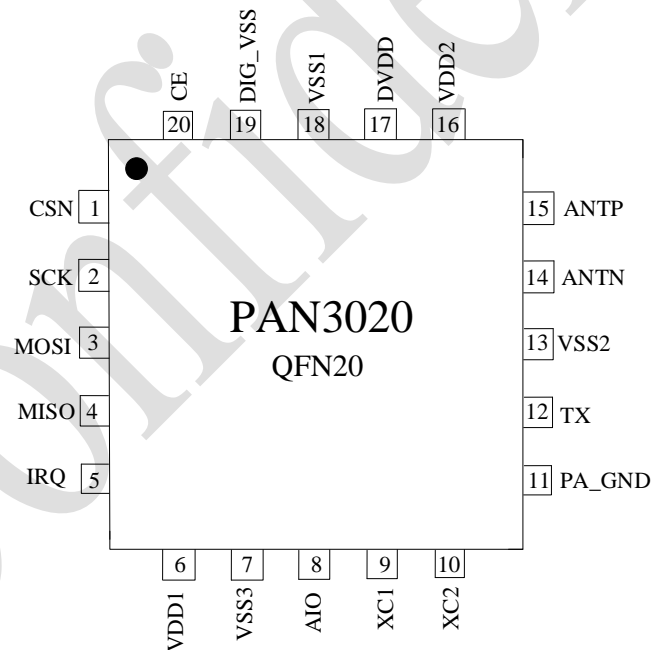 CE
DIG_VSS
VSS1
DVDD
VDD2
20
19
18
17
16
CSN 1
SCK 2
MOSI 3
MISO 4
IRQ 5
PAN3020
QFN20
15 ANTP
14 ANTN
13 VSS2
12 TX
11 PA_GND
6
7
8
9
10
VDD1
VSS3
AIO
XC1
XC2